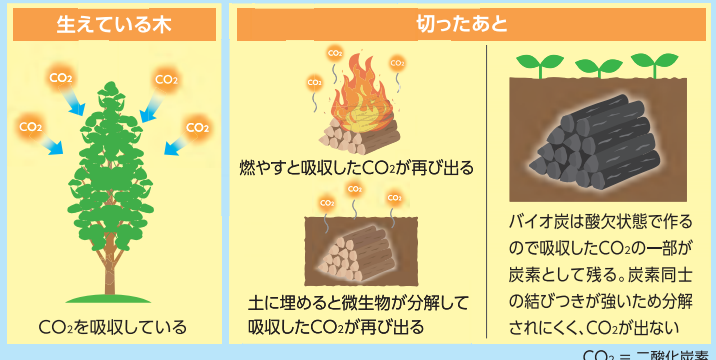 生えている木
CO2
CO2
CO2
CO2
CO2を吸収している
切ったあと
CO2
CO2
CO2
燃やすと吸収したCO2が再び出る
CO2
CO2
CO2
土に埋めると微生物が分解して
吸収したCO2が再び出る
バイオ炭は酸欠状態で作る
ので吸収したCO2の一部が
炭素として残る。炭素同士
の結びつきが強いため分解
されにくく、CO2が出ない
CO2 = 二酸化炭素